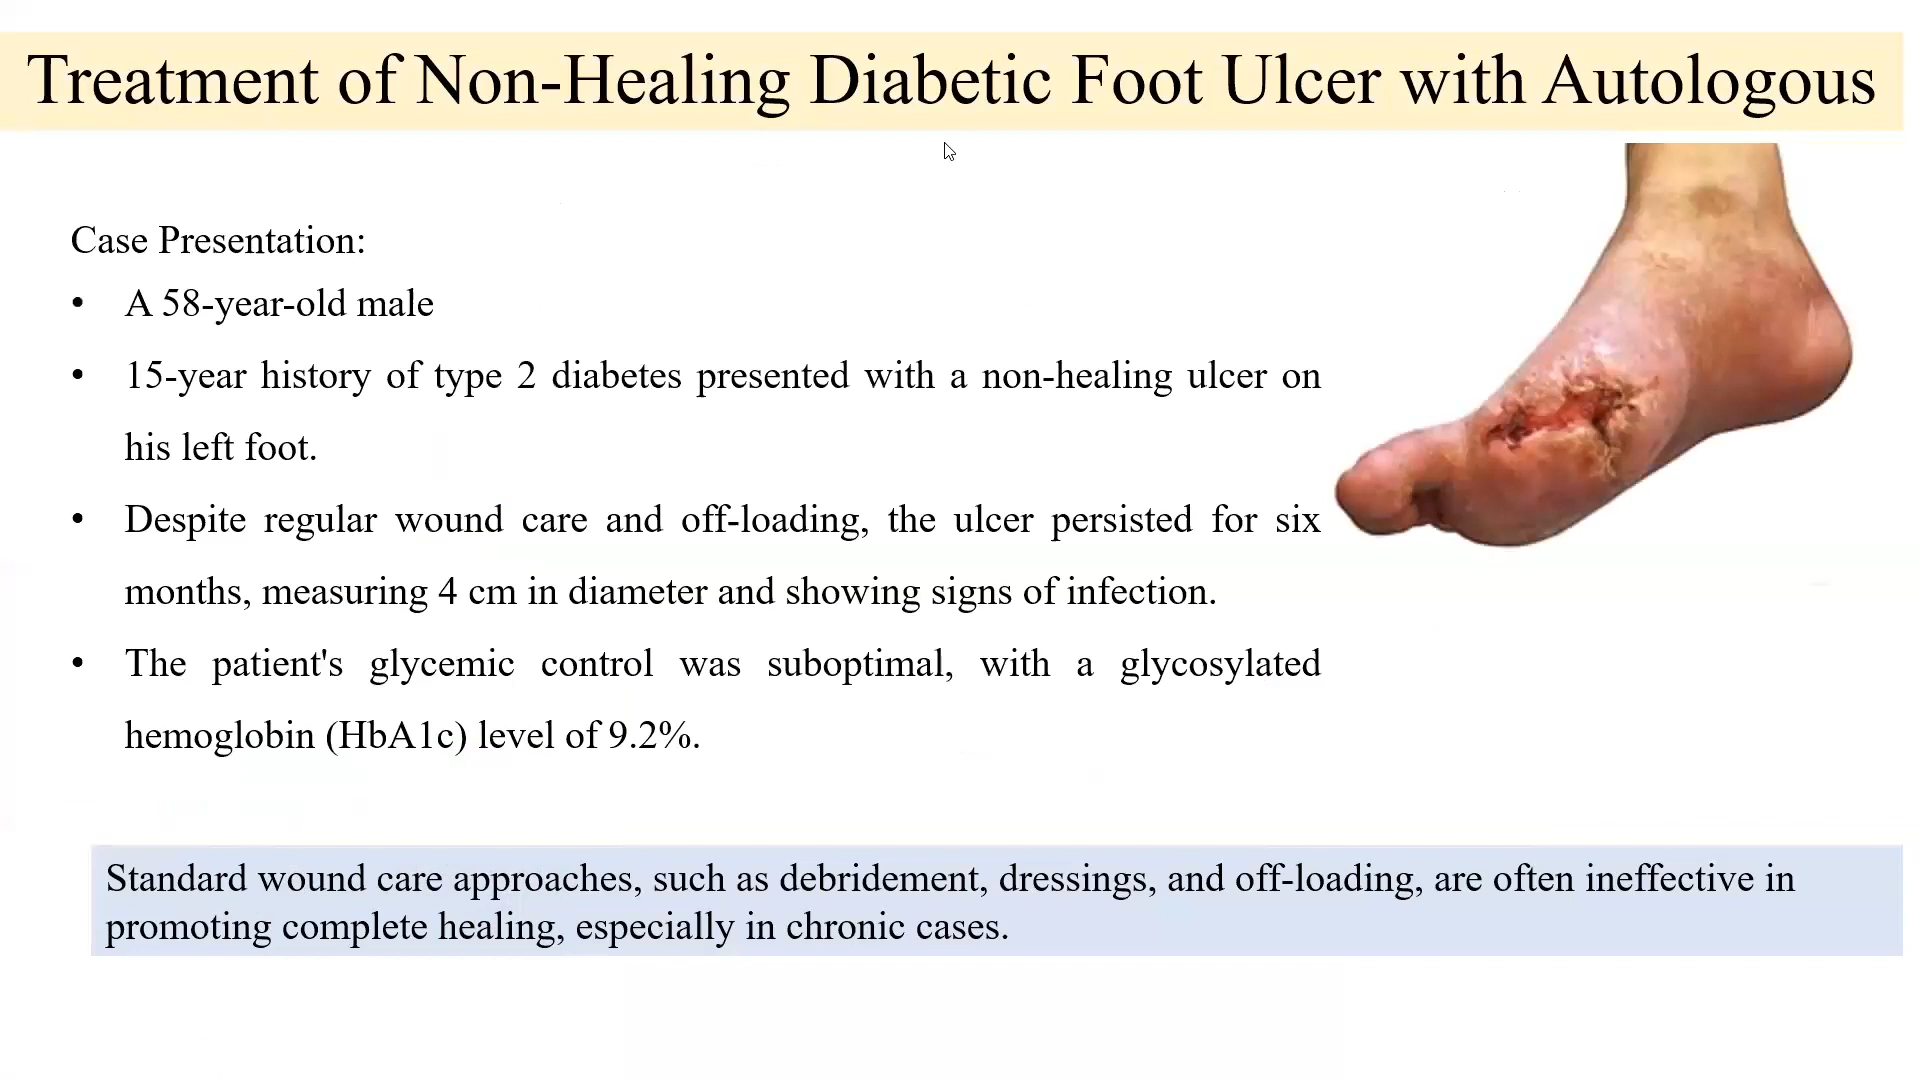 Treatment of Non-Healing Diabetic Foot Ulcer with Autologous
Case Presentation:
• A 58-year-old male
• 15-year history of type 2 diabetes presented with a non-healing ulcer on
his left foot.
• Despite regular wound care and off-loading, the ulcer persisted for six
months, measuring 4 cm in diameter and showing signs of infection.
• The patient's glycemic control was suboptimal, with a glycosylated
hemoglobin (HbA1c) level of 9.2%.
Standard wound care approaches, such as debridement, dressings, and off-loading, are often ineffective in
promoting complete healing, especially in chronic cases.